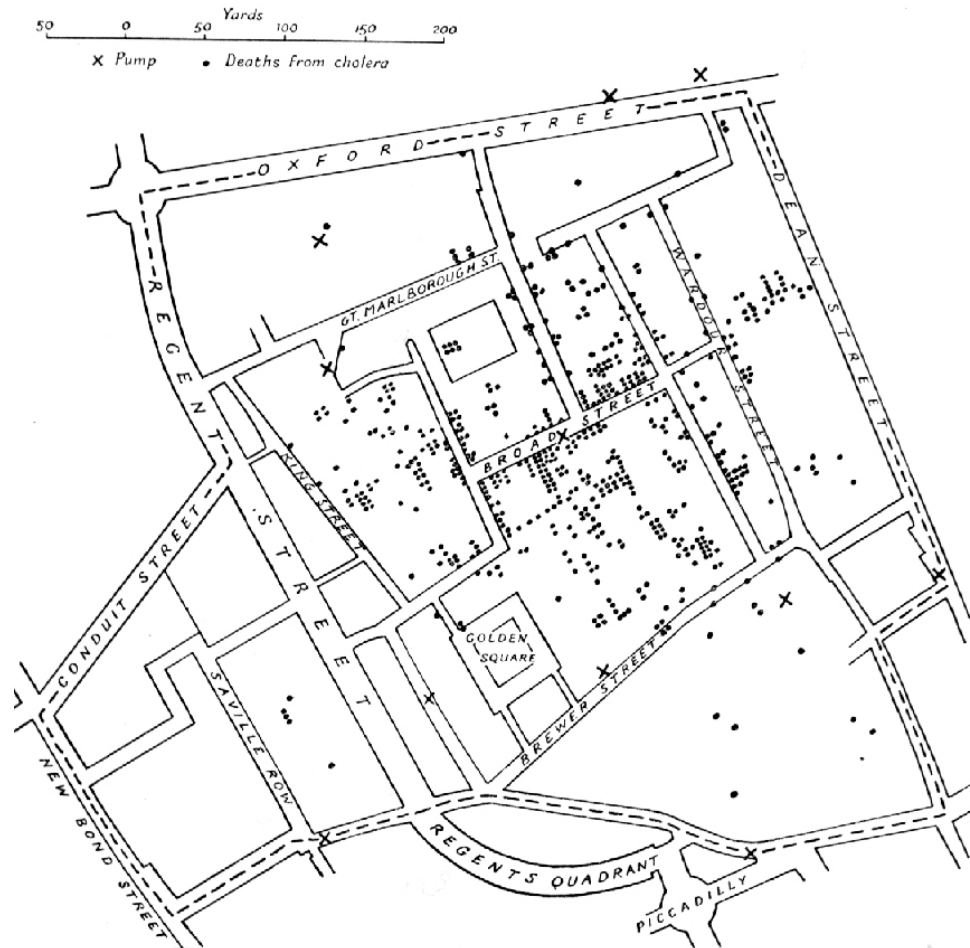 Yards
50 0 50 100 150 200
x Pump • Deaths from cholera
OXFORD STREET
DEAN STREET
REGENT STREET
GT. MARLBOROUGH ST.
WARDOUR STREET
BROAD STREET
KING STREET
CONDUIT STREET
GOLDEN
SQUARE
BREWER STREET
SAVILLE ROW
NEW BOND STREET
REGENTS QUADRANT
PICCADILLY